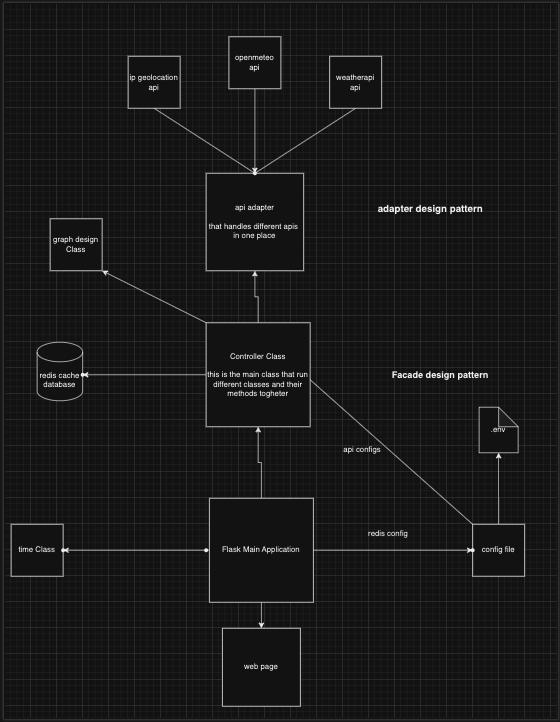 openmeteo
api
ip geolocation
api
weatherapi
api
api adapter
that handles different apis
in one place
adapter design pattern
graph design
Class
Controller Class
this is the main class that run
different classes and their
methods togheter
redis cache
database
Facade design pattern
.env
api configs
redis config
time Class
Flask Main Application
config file
web page